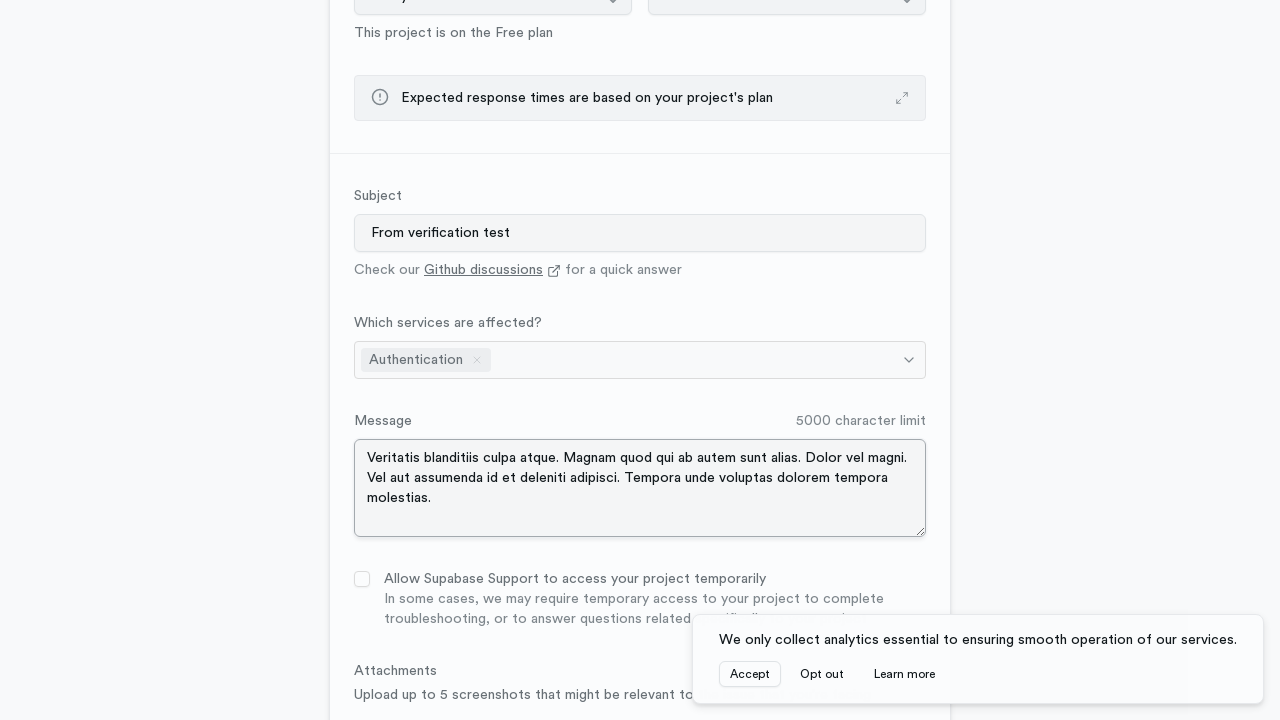 This project is on the Free plan
Expected response times are based on your project's plan
Subject
From verification test
Check our Github discussions for a quick answer
Which services are affected?
Authentication
Message
5000 character limit
Veritatis blanditiis culpa atque. Magnam quod qui ab autem sunt alias. Dolor vel magni.
Vel aut assumenda id et deleniti adipisci. Tempora unde voluptas dolorem tempora
molestias.
Allow Supabase Support to access your project temporarily
In some cases, we may require temporary access to your project to complete
troubleshooting, or to answer questions related
We only collect analytics essential to ensuring smooth operation of our services.
Accept
Opt out
Learn more
Attachments
Upload up to 5 screenshots that might be relevant to